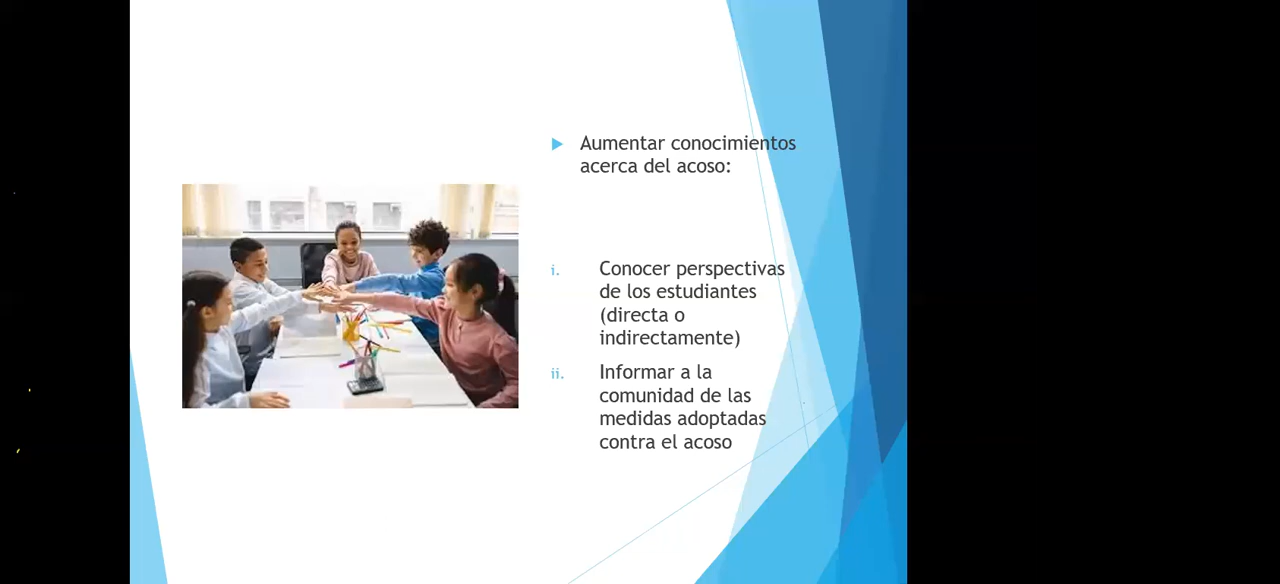 Aumentar conocimientos
acerca del acoso:
i. Conocer perspectivas
de los estudiantes
(directa o
indirectamente)
ii. Informar a la
comunidad de las
medidas adoptadas
contra el acoso